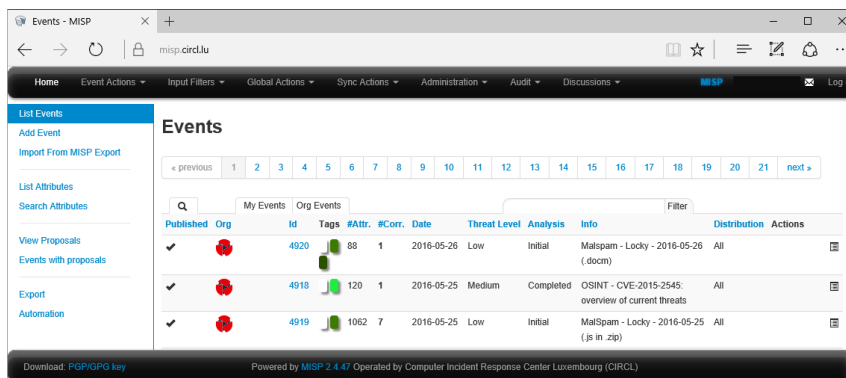 Events - MISP
misp.circl.lu
Home Event Actions Input Filters Global Actions Sync Actions Administration Audit Discussions MISP Log
List Events
Add Event
Import From MISP Export
List Attributes
Search Attributes
View Proposals
Events with proposals
Export
Automation
Events
« previous 1 2 3 4 5 6 7 8 9 10 11 12 13 14 15 16 17 18 19 20 21 next »
My Events Org Events Filter
Published Org Id Tags #Attr. #Corr. Date Threat Level Analysis Info Distribution Actions
4920 88 1 2016-05-26 Low Initial Malspam - Locky - 2016-05-26 All
(.docm)
4918 120 1 2016-05-25 Medium Completed OSINT - CVE-2015-2545: All
overview of current threats
4919 1062 7 2016-05-25 Low Initial MalSpam - Locky - 2016-05-25 All
(.js in .zip)
Download: PGP/GPG key Powered by MISP 2.4.47 Operated by Computer Incident Response Center Luxembourg (CIRCL)